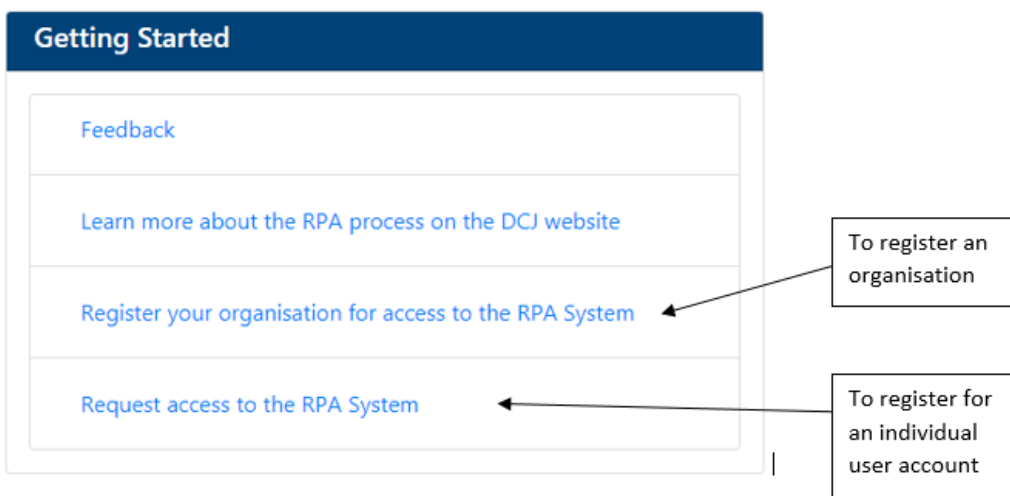 Getting Started
Feedback
Learn more about the RPA process on the DCJ website
To register an
organisation
Register your organisation for access to the RPA System
Request access to the RPA System
To register for
an individual
user account